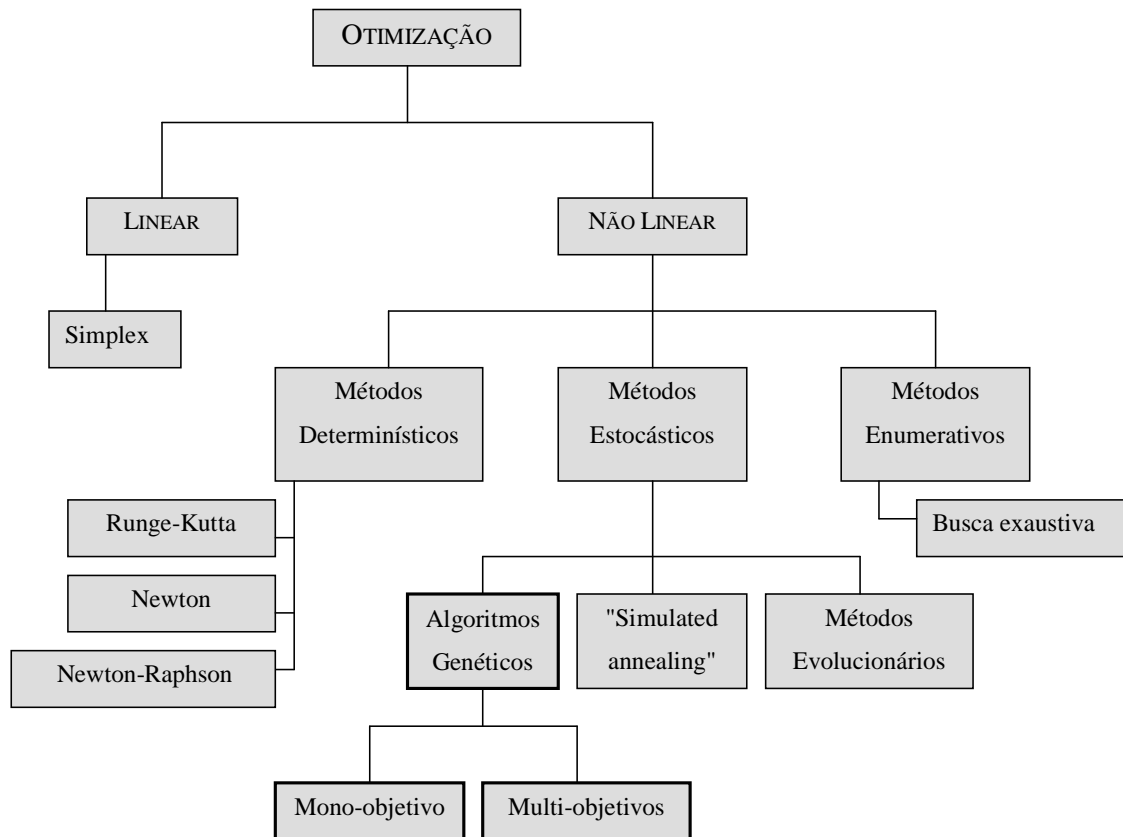 OTIMIZAÇÃO
LINEAR
NÃO LINEAR
Simplex
Métodos
Determinísticos
Métodos
Estocásticos
Métodos
Enumerativos
Runge-Kutta
Busca exaustiva
Newton
Newton-Raphson
Algoritmos
Genéticos
"Simulated
annealing"
Métodos
Evolucionários
Mono-objetivo
Multi-objetivos